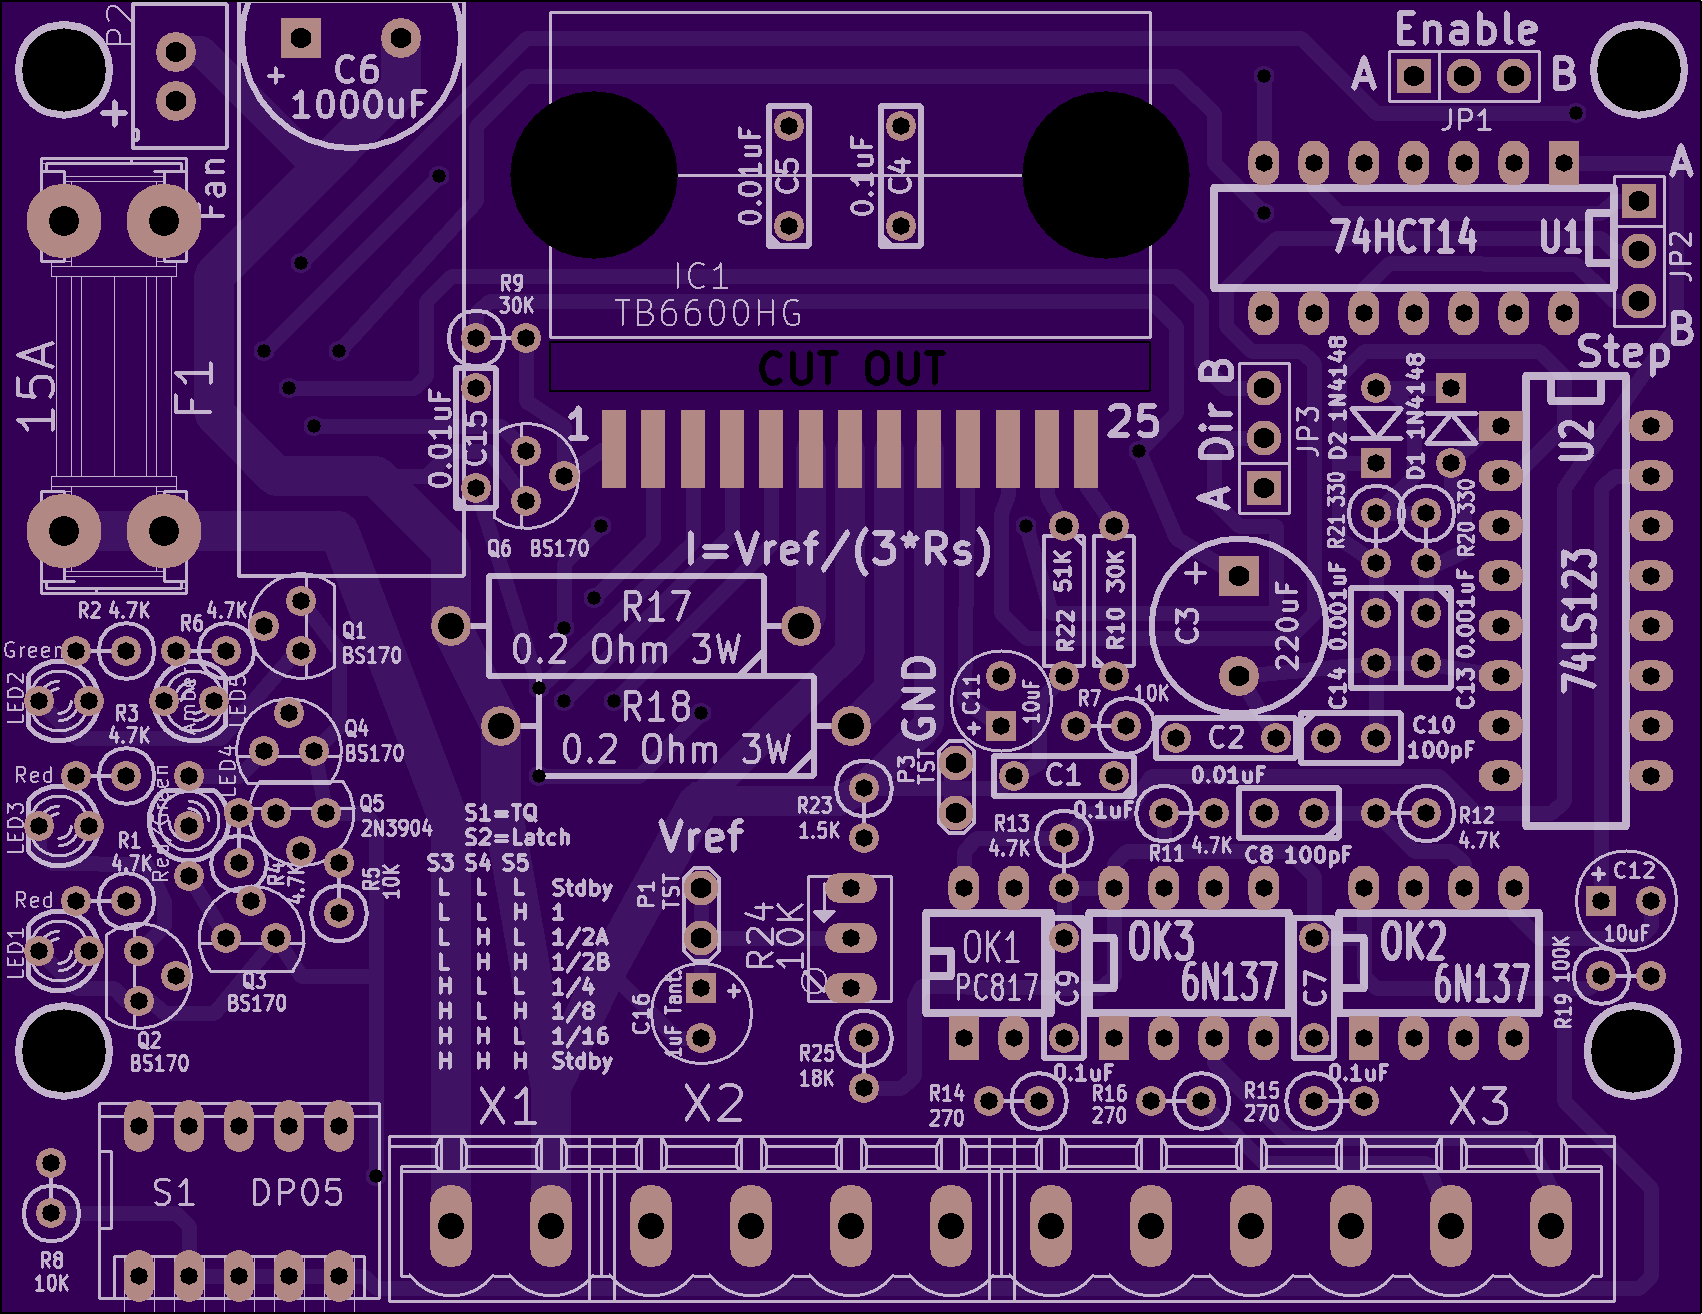 P2
+
Fan
+
C6
1000uF
0.01uF
C5
0.1uF
C4
IC1
TB6600HG
CUT OUT
Enable
A
B
JP1
74HCT14
U1
A
JP2
B
Step
15A
F1
R9
30K
0.01uF
C15
Q6 BS170
1
25
I=Vref/(3*Rs)
A Dir B
JP3
D2 1N4148
D1 1N4148
R21 330
R20 330
U2
74LS123
C14 0.001uF
C13 0.001uF
R22 51K
R10 30K
+
C3
220uF
R17
0.2 Ohm 3W
R18
0.2 Ohm 3W
GND
C11
10uF
+
R7
10K
C2
0.01uF
C10
100pF
P3
TST
C1
0.1uF
R2 4.7K
R6
4.7K
Green
LED2
Amber
LED5
Q1
BS170
R3
4.7K
Q4
BS170
LED4
Red
LED3
Red/Green
Q5
2N3904
R1
4.7K
R4
4.7K
R5
10K
Red
LED1
Q3
BS170
Q2
BS170
S1=TQ
S2=Latch
S3 S4 S5
L L L Stdby
L L H 1
L H L 1/2A
L H H 1/2B
H L L 1/4
H L H 1/8
H H L 1/16
H H H Stdby
Vref
P1
TST
C16
1uF Tant.
+
R23
1.5K
R24
10K
R25
18K
R13
4.7K
R11
4.7K
C8 100pF
R12
4.7K
OK1
PC817
C9
0.1uF
OK3
6N137
C7
0.1uF
OK2
6N137
+
C12
10uF
R19 100K
R14
270
R16
270
R15
270
X1
X2
X3
S1
DP05
R8
10K